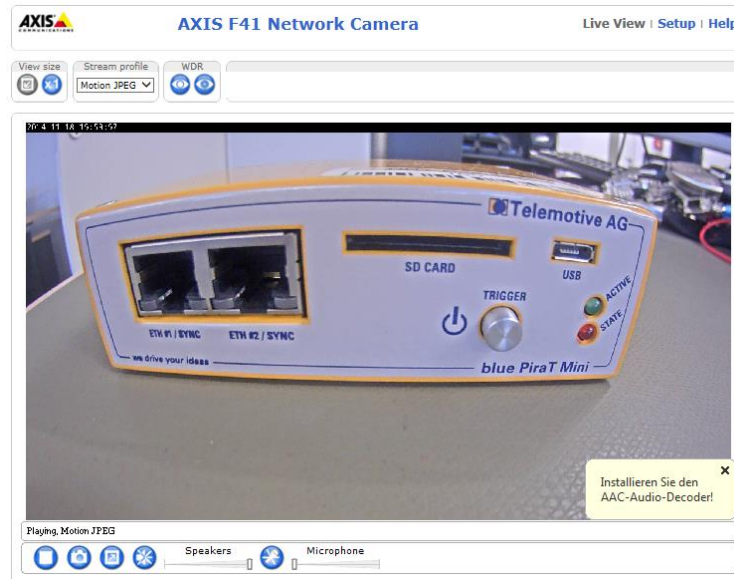 AXIS
COMMUNICATIONS
AXIS F41 Network Camera
Live View | Setup | Help
View size
Stream profile
WDR
x1
Motion JPEG
2014-11-18 15:53:57
Telemotive AG
SD CARD
USB
ACTIVE
STATE
TRIGGER
ETH #1 / SYNC
ETH #2 / SYNC
we drive your ideas
blue PiraT Mini
Installieren Sie den
AAC-Audio-Decoder!
Playing, Motion JPEG
Speakers
Microphone